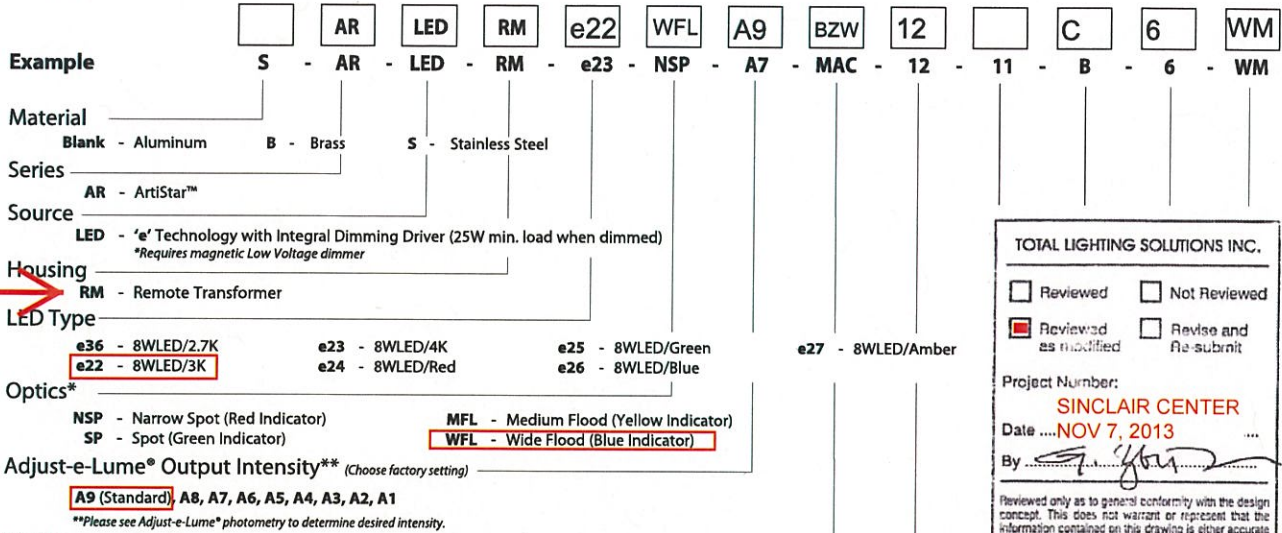 AR LED RM e22 WFL A9 BZW 12 C 6 WM
Example S - AR - LED - RM - e23 - NSP - A7 - MAC - 12 - 11 - B - 6 - WM
Material
Blank - Aluminum B - Brass S - Stainless Steel
Series
AR - ArtiStar™
Source
LED - 'e' Technology with Integral Dimming Driver (25W min. load when dimmed)
*Requires magnetic Low Voltage dimmer
Housing
RM - Remote Transformer
LED Type
e36 - 8WLED/2.7K e23 - 8WLED/4K e25 - 8WLED/Green e27 - 8WLED/Amber
e22 - 8WLED/3K e24 - 8WLED/Red e26 - 8WLED/Blue
Optics*
NSP - Narrow Spot (Red Indicator) MFL - Medium Flood (Yellow Indicator)
SP - Spot (Green Indicator) WFL - Wide Flood (Blue Indicator)
Adjust-e-Lume® Output Intensity** (Choose factory setting)
A9 (Standard), A8, A7, A6, A5, A4, A3, A2, A1
**Please see Adjust-e-Lume® photometry to determine desired intensity.
TOTAL LIGHTING SOLUTIONS INC.
Reviewed Not Reviewed
Reviewed as modified Revise and Re-submit
Project Number:
SINCLAIR CENTER
Date ....NOV 7, 2013 ....
By
Reviewed only as to general conformity with the design
concept. This does not warrant or represent that the
information contained on this drawing is either accurate